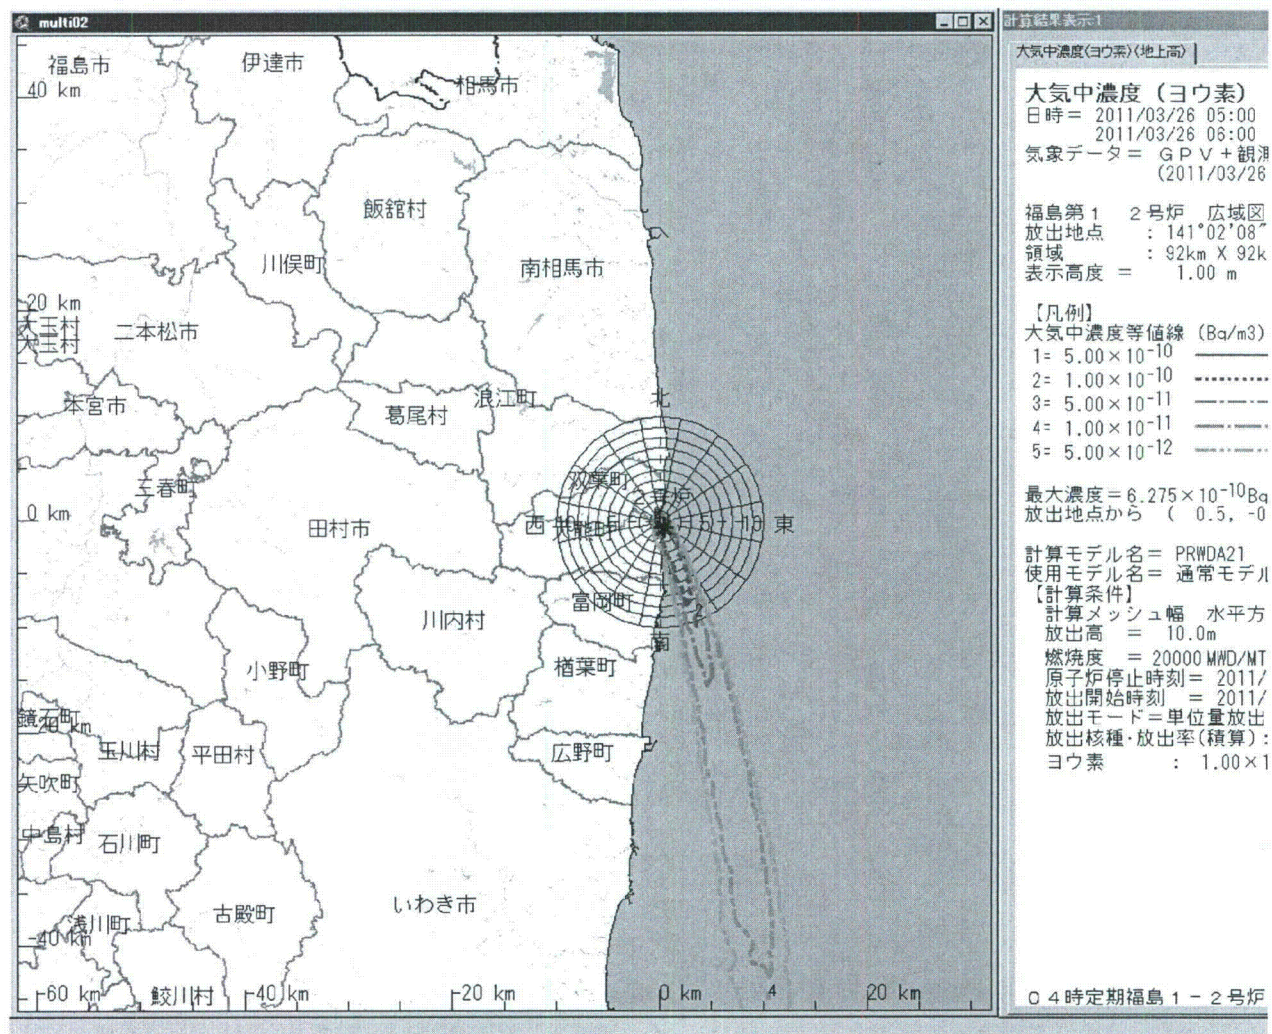 multi02
福島市
伊達市
相馬市
40 km
飯舘村
川俣町
南相馬市
20 km
大玉村
大玉村
二本松市
本宮市
葛尾村
浪江町
北
三春町
双葉町
2号炉
0 km
田村市
西
大熊町
5
10
東
富岡町
川内村
南
小野町
楢葉町
鏡石町
-20 km
玉川村
平田村
広野町
矢吹町
中島村
石川町
いわき市
古殿町
浅川町
-40 km
-60 km
鮫川村
-40 km
-20 km
0 km
4
20 km
計算結果表示:1
大気中濃度(ヨウ素)(地上高)
大気中濃度(ヨウ素)
日時= 2011/03/26 05:00
2011/03/26 06:00
気象データ= GPV+観測
(2011/03/26
福島第1 2号炉 広域図
放出地点 : 141°02'08"
領域 : 92km X 92k
表示高度 = 1.00 m
【凡例】
大気中濃度等値線 (Bq/m3)
1= 5.00×10-10
2= 1.00×10-10
3= 5.00×10-11
4= 1.00×10-11
5= 5.00×10-12
最大濃度=6.275×10-10Bq
放出地点から ( 0.5, -0
計算モデル名= PRWDA21
使用モデル名= 通常モデル
【計算条件】
計算メッシュ幅 水平方
放出高 = 10.0m
燃焼度 = 20000MWD/MT
原子炉停止時刻= 2011/
放出開始時刻 = 2011/
放出モード=単位量放出
放出核種・放出率(積算):
ヨウ素 : 1.00×1
04時定期福島1-2号炉